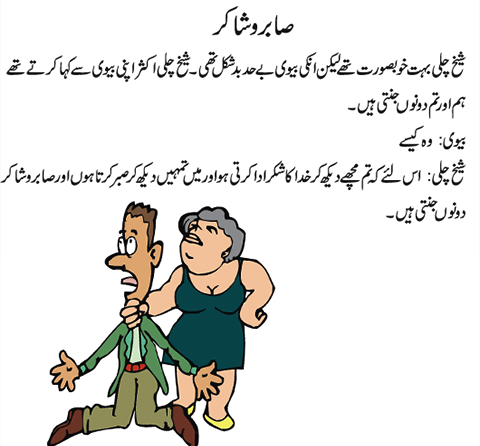 صابر و شاکر
شیخ چلی بہت خوبصورت تھے لیکن انکی بیوی بے حد بد شکل تھی۔ شیخ چلی اکثر اپنی بیوی سے کہا کرتے تھے
ہم اور تم دونوں جنتی ہیں۔
بیوی: وہ کیسے
شیخ چلی: اس لئے کہ تم مجھے دیکھ کر خدا کا شکر ادا کرتی ہو اور میں تمہیں دیکھ کر صبر کرتا ہوں اور صابر و شاکر
دونوں جنتی ہیں۔